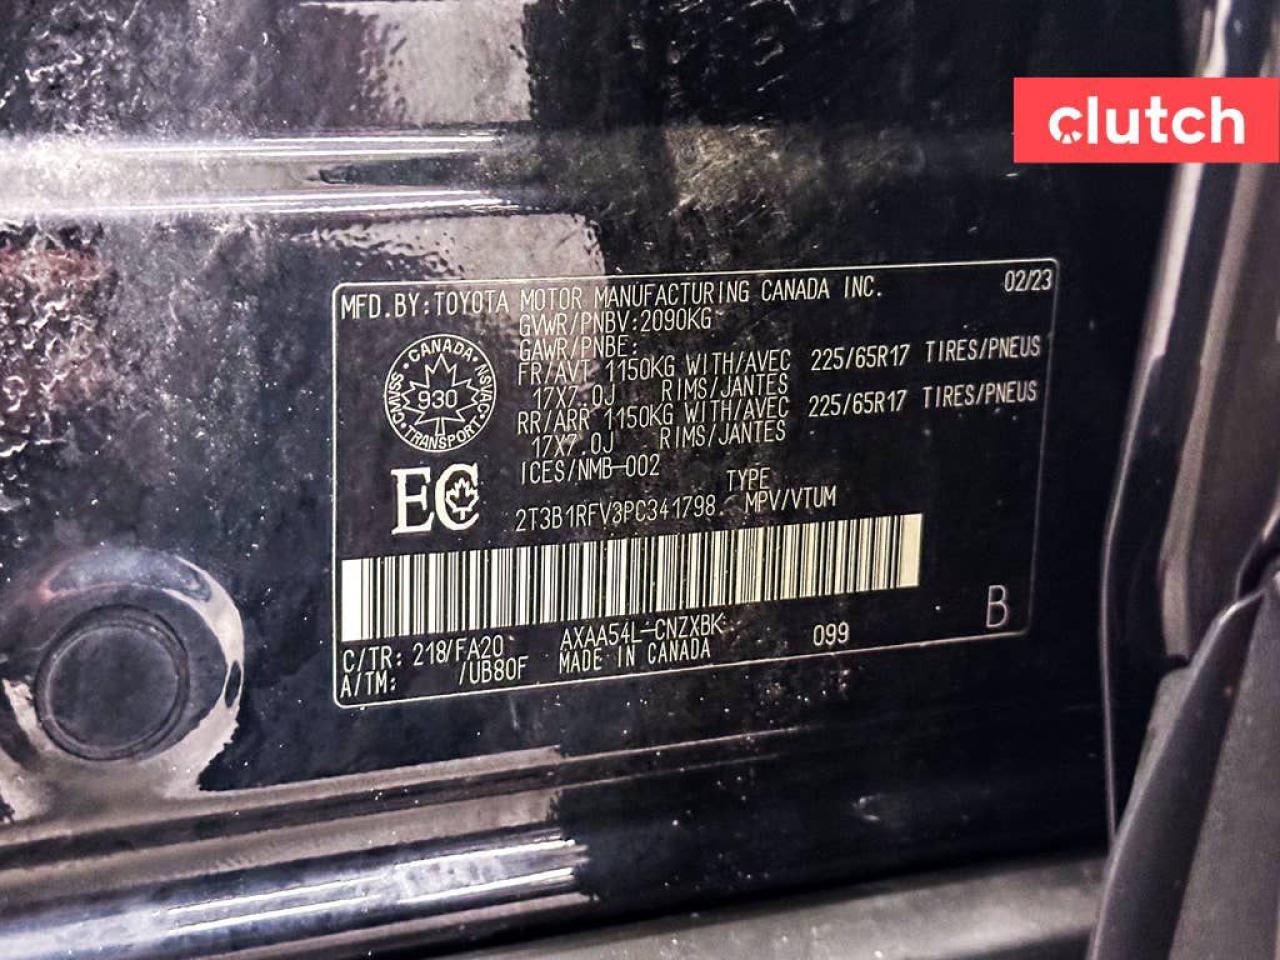 clutch
MFD.BY:TOYOTA MOTOR MANUFACTURING CANADA INC. 02/23
GVWR/PNBV:2090KG
GAWR/PNBE:
FR/AVT 1150KG WITH/AVEC 225/65R17 TIRES/PNEUS
17X7.0J RIMS/JANTES
RR/ARR 1150KG WITH/AVEC 225/65R17 TIRES/PNEUS
17X7.0J RIMS/JANTES
ICES/NMB-002
TYPE
2T3B1RFV3PC341798. MPV/VTUM
CANADA
CMVSS 930 NSVAC
TRANSPORT
EC
C/TR: 218/FA20 AXAA54L-CNZXBK 099 B
A/TM: /UB80F MADE IN CANADA